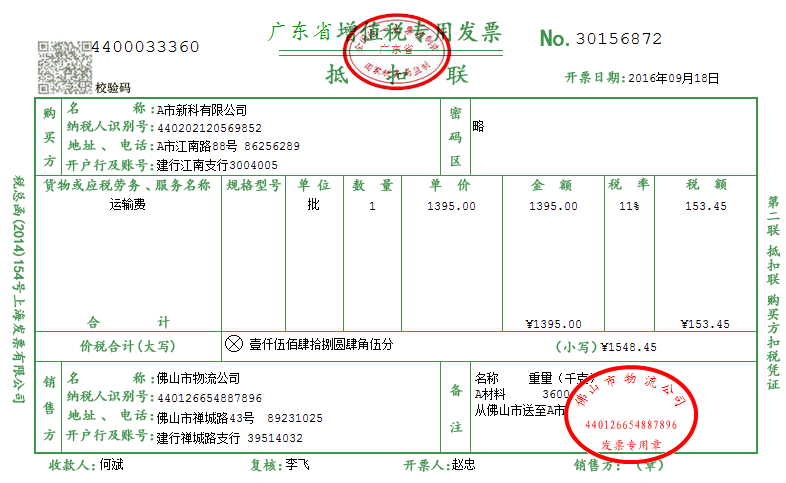 广东省增值税专用发票
4400033360
No.30156872
广东省
国家税务局监制
抵 扣 联
校验码
开票日期:2016年09月18日
购买方
名 称:A市新科有限公司
纳税人识别号:440202120569852
地址、电话:A市江南路88号 86256289
开户行及账号:建行江南支行3004005
密码区
略
货物或应税劳务、服务名称 规格型号 单位 数 量 单 价 金 额 税 率 税 额
运输费 批 1 1395.00 1395.00 11% 153.45
合 计 ¥1395.00 ¥153.45
价税合计(大写) ⊗ 壹仟伍佰肆拾捌圆肆角伍分 (小写)¥1548.45
销售方
名 称:佛山市物流公司
纳税人识别号:440126654887896
地址、电话:佛山市禅城路43号 89231025
开户行及账号:建行禅城路支行 39514032
备注
名称 重量(千克)
A材料 3600
从佛山市送至A市
佛山市物流公司
440126654887896
发票专用章
收款人:何斌 复核:李飞 开票人:赵忠 销售方:(章)
税总函(2014)154号上海发票有限公司
第二联 抵扣联 购买方扣税凭证